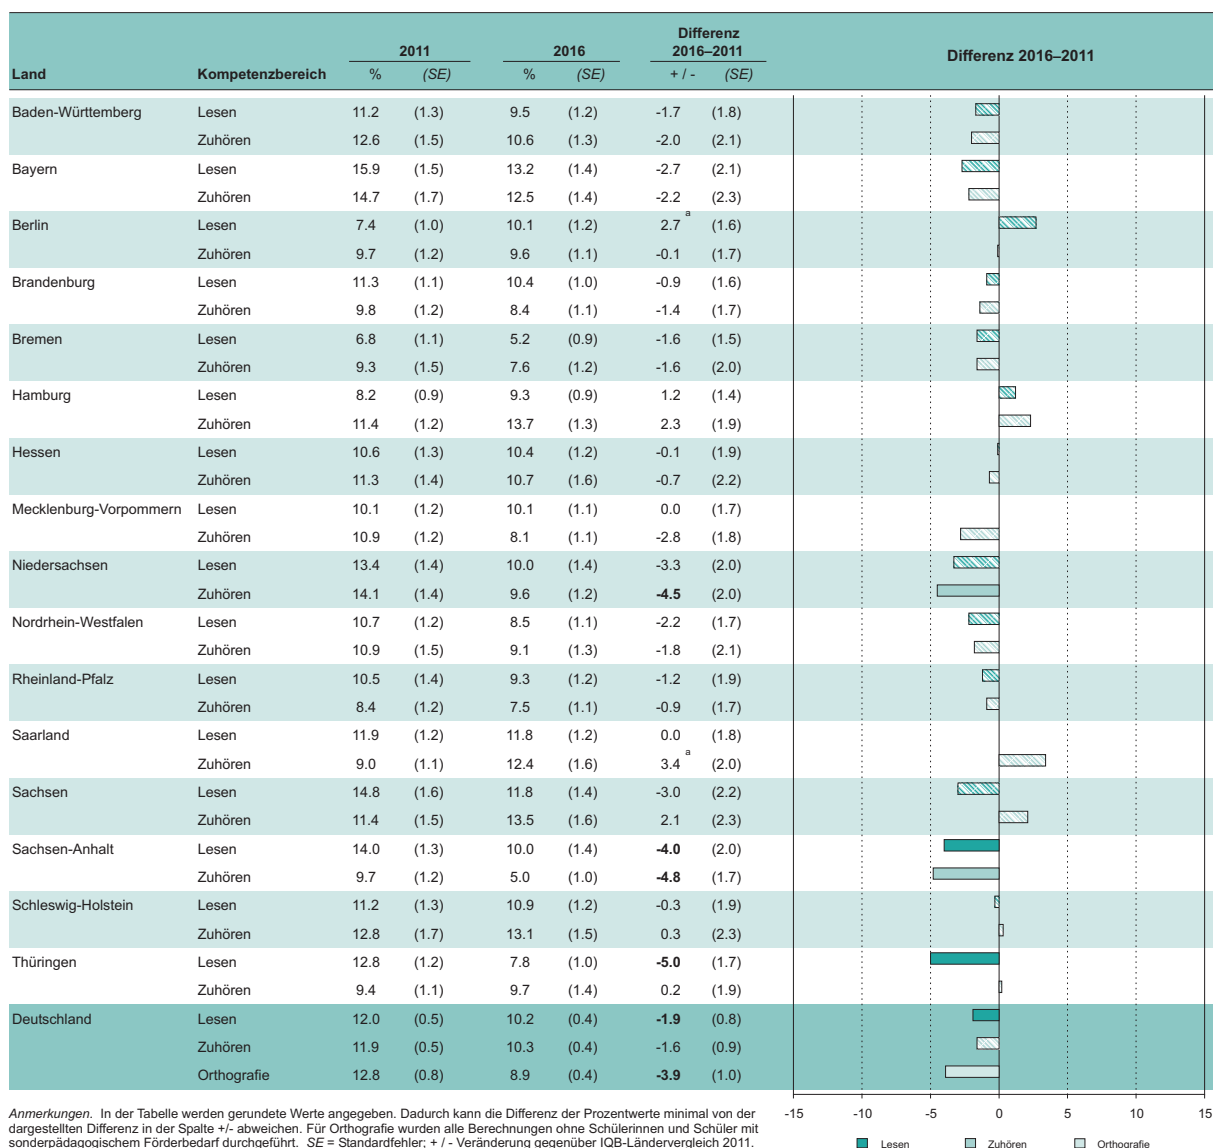 Differenz
2011 2016 2016–2011 Differenz 2016–2011
Land Kompetenzbereich % (SE) % (SE) + / - (SE)
Baden-Württemberg Lesen 11.2 (1.3) 9.5 (1.2) -1.7 (1.8)
Zuhören 12.6 (1.5) 10.6 (1.3) -2.0 (2.1)
Bayern Lesen 15.9 (1.5) 13.2 (1.4) -2.7 (2.1)
Zuhören 14.7 (1.7) 12.5 (1.4) -2.2 (2.3)
Berlin Lesen 7.4 (1.0) 10.1 (1.2) 2.7 a (1.6)
Zuhören 9.7 (1.2) 9.6 (1.1) -0.1 (1.7)
Brandenburg Lesen 11.3 (1.1) 10.4 (1.0) -0.9 (1.6)
Zuhören 9.8 (1.2) 8.4 (1.1) -1.4 (1.7)
Bremen Lesen 6.8 (1.1) 5.2 (0.9) -1.6 (1.5)
Zuhören 9.3 (1.5) 7.6 (1.2) -1.6 (2.0)
Hamburg Lesen 8.2 (0.9) 9.3 (0.9) 1.2 (1.4)
Zuhören 11.4 (1.2) 13.7 (1.3) 2.3 (1.9)
Hessen Lesen 10.6 (1.3) 10.4 (1.2) -0.1 (1.9)
Zuhören 11.3 (1.4) 10.7 (1.6) -0.7 (2.2)
Mecklenburg-Vorpommern Lesen 10.1 (1.2) 10.1 (1.1) 0.0 (1.7)
Zuhören 10.9 (1.2) 8.1 (1.1) -2.8 (1.8)
Niedersachsen Lesen 13.4 (1.4) 10.0 (1.4) -3.3 (2.0)
Zuhören 14.1 (1.4) 9.6 (1.2) -4.5 (2.0)
Nordrhein-Westfalen Lesen 10.7 (1.2) 8.5 (1.1) -2.2 (1.7)
Zuhören 10.9 (1.5) 9.1 (1.3) -1.8 (2.1)
Rheinland-Pfalz Lesen 10.5 (1.4) 9.3 (1.2) -1.2 (1.9)
Zuhören 8.4 (1.2) 7.5 (1.1) -0.9 (1.7)
Saarland Lesen 11.9 (1.2) 11.8 (1.2) 0.0 (1.8)
Zuhören 9.0 (1.1) 12.4 (1.6) 3.4 a (2.0)
Sachsen Lesen 14.8 (1.6) 11.8 (1.4) -3.0 (2.2)
Zuhören 11.4 (1.5) 13.5 (1.6) 2.1 (2.3)
Sachsen-Anhalt Lesen 14.0 (1.3) 10.0 (1.4) -4.0 (2.0)
Zuhören 9.7 (1.2) 5.0 (1.0) -4.8 (1.7)
Schleswig-Holstein Lesen 11.2 (1.3) 10.9 (1.2) -0.3 (1.9)
Zuhören 12.8 (1.7) 13.1 (1.5) 0.3 (2.3)
Thüringen Lesen 12.8 (1.2) 7.8 (1.0) -5.0 (1.7)
Zuhören 9.4 (1.1) 9.7 (1.4) 0.2 (1.9)
Deutschland Lesen 12.0 (0.5) 10.2 (0.4) -1.9 (0.8)
Zuhören 11.9 (0.5) 10.3 (0.4) -1.6 (0.9)
Orthografie 12.8 (0.8) 8.9 (0.4) -3.9 (1.0)
-15 -10 -5 0 5 10 15
Anmerkungen. In der Tabelle werden gerundete Werte angegeben. Dadurch kann die Differenz der Prozentwerte minimal von der
dargestellten Differenz in der Spalte +/- abweichen. Für Orthografie wurden alle Berechnungen ohne Schülerinnen und Schüler mit
sonderpädagogischem Förderbedarf durchgeführt. SE = Standardfehler; + / - Veränderung gegenüber IQB-Ländervergleich 2011.
Lesen Zuhören Orthografie